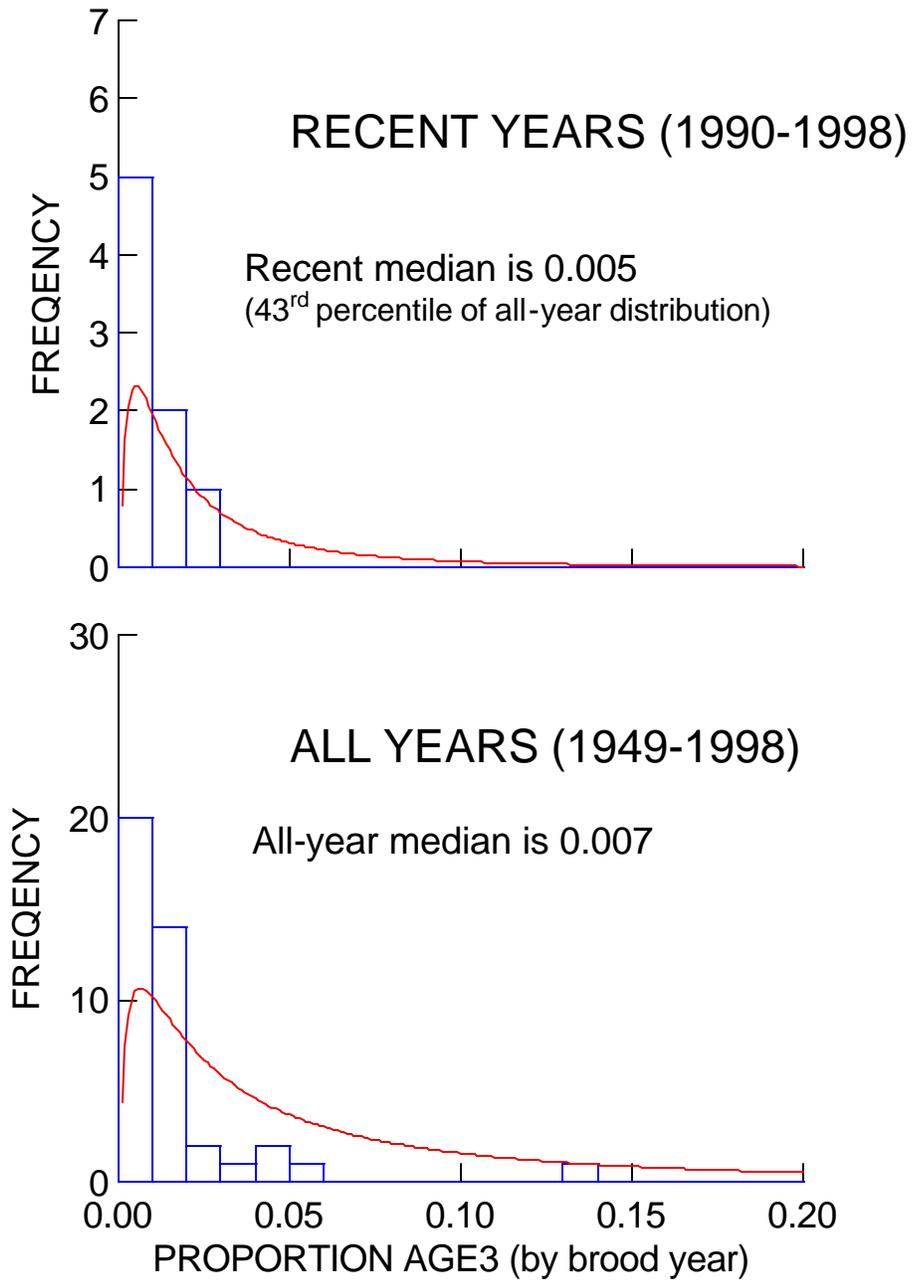 7
6
RECENT YEARS (1990-1998)
5
4
Recent median is 0.005
(43rd percentile of all-year distribution)
3
FREQENCY
2
1
0
30
ALL YEARS (1949-1998)
20
All-year median is 0.007
FREQENCY
10
0
0.00 0.05 0.10 0.15 0.20
PROPORTION AGE3 (by brood year)